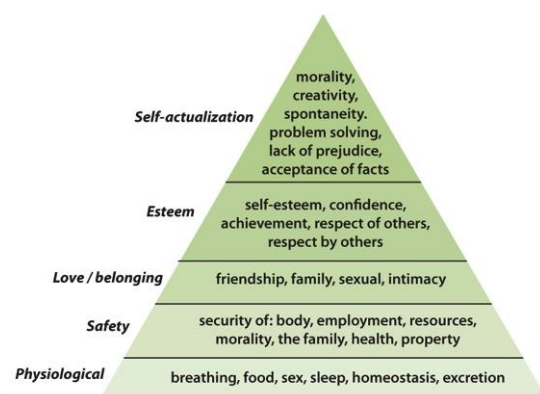 morality,
creativity,
spontaneity.
Self-actualization
problem solving,
lack of prejudice,
acceptance of facts
Esteem
self-esteem, confidence,
achievement, respect of others,
respect by others
Love / belonging
friendship, family, sexual, intimacy
Safety
security of: body, employment, resources,
morality, the family, health, property
Physiological
breathing, food, sex, sleep, homeostasis, excretion